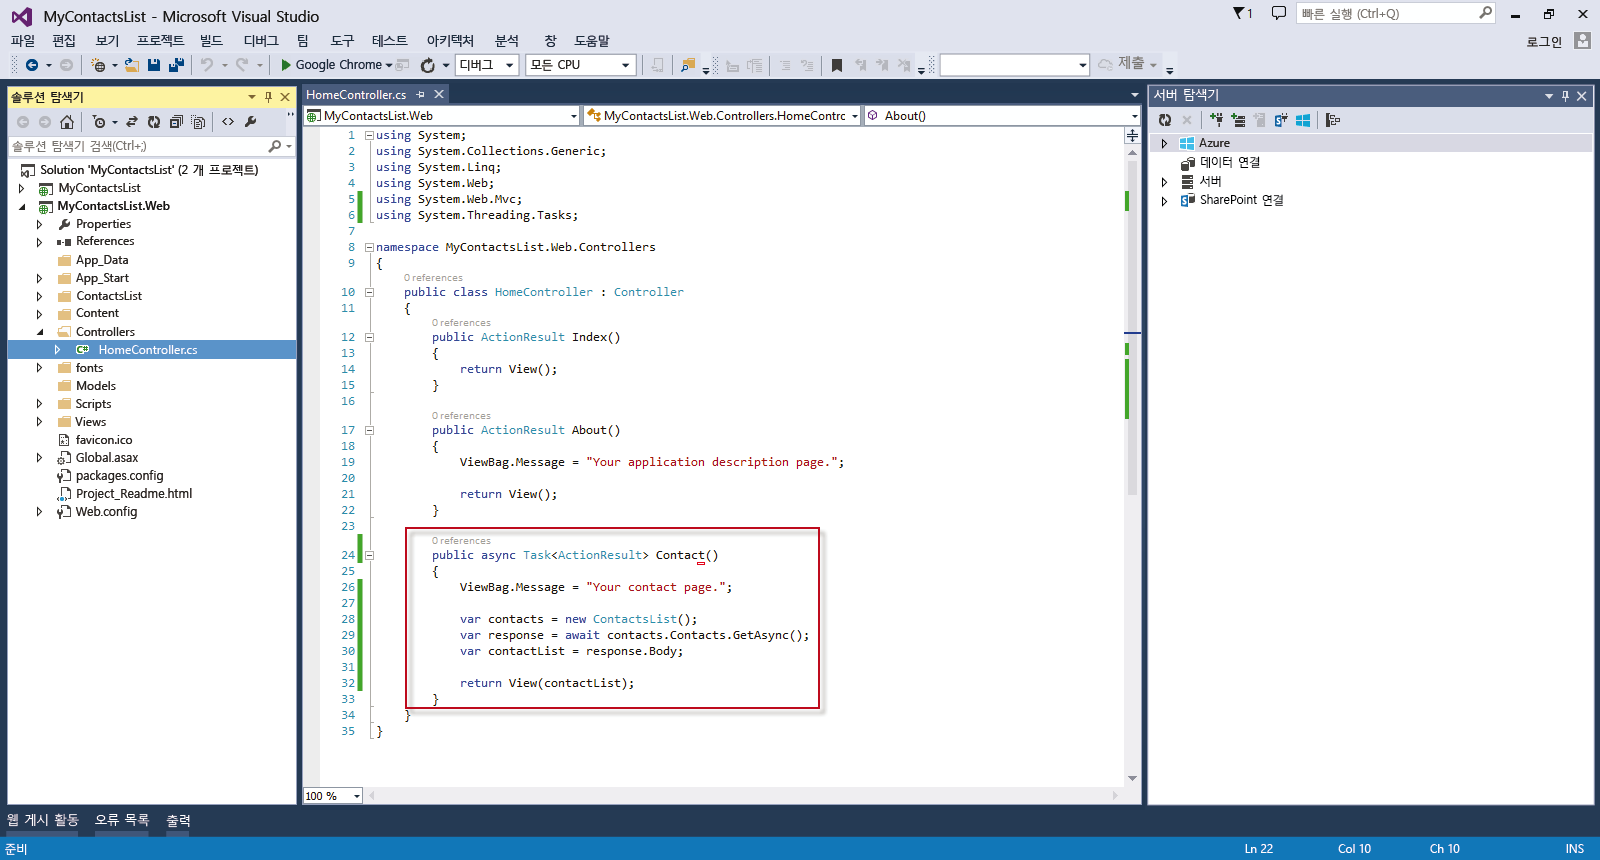 MyContactsList - Microsoft Visual Studio
1
빠른 실행 (Ctrl+Q)
파일 편집 보기 프로젝트 빌드 디버그 팀 도구 테스트 아키텍처 분석 창 도움말
로그인
Google Chrome 디버그 모든 CPU 제출
솔루션 탐색기
솔루션 탐색기 검색(Ctrl+;)
Solution 'MyContactsList' (2 개 프로젝트)
MyContactsList
MyContactsList.Web
Properties
References
App_Data
App_Start
ContactsList
Content
Controllers
C# HomeController.cs
fonts
Models
Scripts
Views
favicon.ico
Global.asax
packages.config
Project_Readme.html
Web.config
HomeController.cs
MyContactsList.Web MyContactsList.Web.Controllers.HomeContrc About()
1 using System;
2 using System.Collections.Generic;
3 using System.Linq;
4 using System.Web;
5 using System.Web.Mvc;
6 using System.Threading.Tasks;
7
8 namespace MyContactsList.Web.Controllers
9 {
0 references
10 public class HomeController : Controller
11 {
0 references
12 public ActionResult Index()
13 {
14 return View();
15 }
16
0 references
17 public ActionResult About()
18 {
19 ViewBag.Message = "Your application description page.";
20
21 return View();
22 }
23
0 references
24 public async Task<ActionResult> Contact()
25 {
26 ViewBag.Message = "Your contact page.";
27
28 var contacts = new ContactsList();
29 var response = await contacts.Contacts.GetAsync();
30 var contactList = response.Body;
31
32 return View(contactList);
33 }
34 }
35 }
100 %
서버 탐색기
Azure
데이터 연결
서버
SharePoint 연결
웹 게시 활동 오류 목록 출력
준비 Ln 22 Col 10 Ch 10 INS